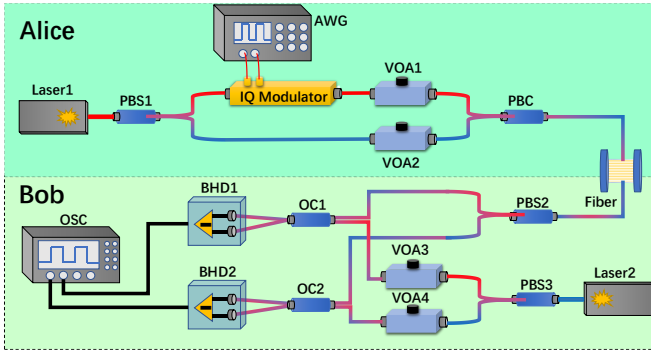 Alice
AWG
Laser1
PBS1
IQ Modulator
VOA1
PBC
VOA2
Bob
Fiber
BHD1
OC1
PBS2
OSC
VOA3
Laser2
BHD2
OC2
VOA4
PBS3